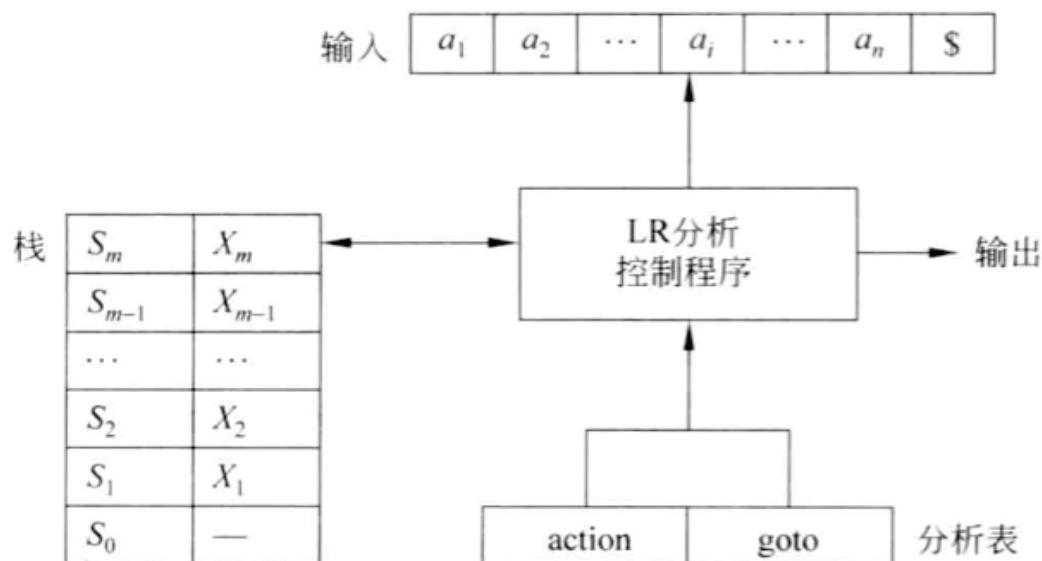 输入 a₁ a₂ ⋯ aᵢ ⋯ aₙ $
LR分析
控制程序
输出
栈 Sₘ Xₘ
Sₘ₋₁ Xₘ₋₁
⋯ ⋯
S₂ X₂
S₁ X₁
S₀ —
action goto 分析表